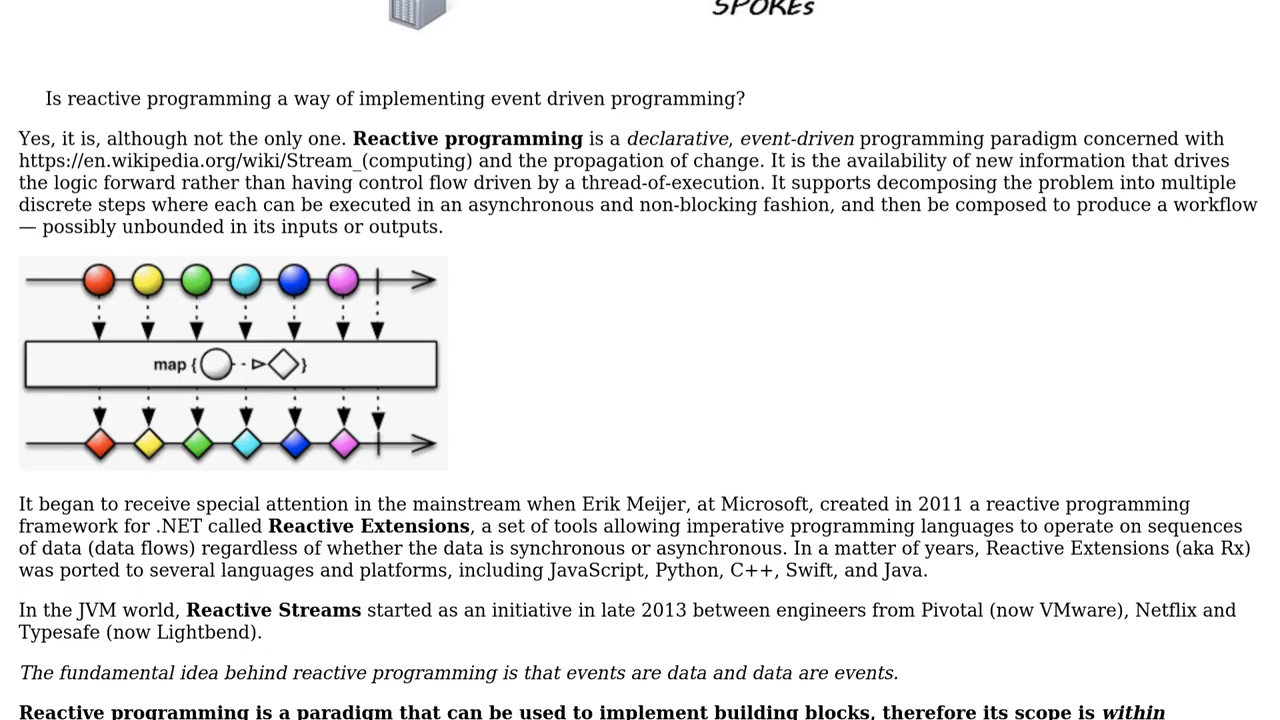 SPOKEs
Is reactive programming a way of implementing event driven programming?
Yes, it is, although not the only one. Reactive programming is a declarative, event-driven programming paradigm concerned with
https://en.wikipedia.org/wiki/Stream_(computing) and the propagation of change. It is the availability of new information that drives
the logic forward rather than having control flow driven by a thread-of-execution. It supports decomposing the problem into multiple
discrete steps where each can be executed in an asynchronous and non-blocking fashion, and then be composed to produce a workflow
— possibly unbounded in its inputs or outputs.
map { }
It began to receive special attention in the mainstream when Erik Meijer, at Microsoft, created in 2011 a reactive programming
framework for .NET called Reactive Extensions, a set of tools allowing imperative programming languages to operate on sequences
of data (data flows) regardless of whether the data is synchronous or asynchronous. In a matter of years, Reactive Extensions (aka Rx)
was ported to several languages and platforms, including JavaScript, Python, C++, Swift, and Java.
In the JVM world, Reactive Streams started as an initiative in late 2013 between engineers from Pivotal (now VMware), Netflix and
Typesafe (now Lightbend).
The fundamental idea behind reactive programming is that events are data and data are events.
Reactive programming is a paradigm that can be used to implement building blocks, therefore its scope is within